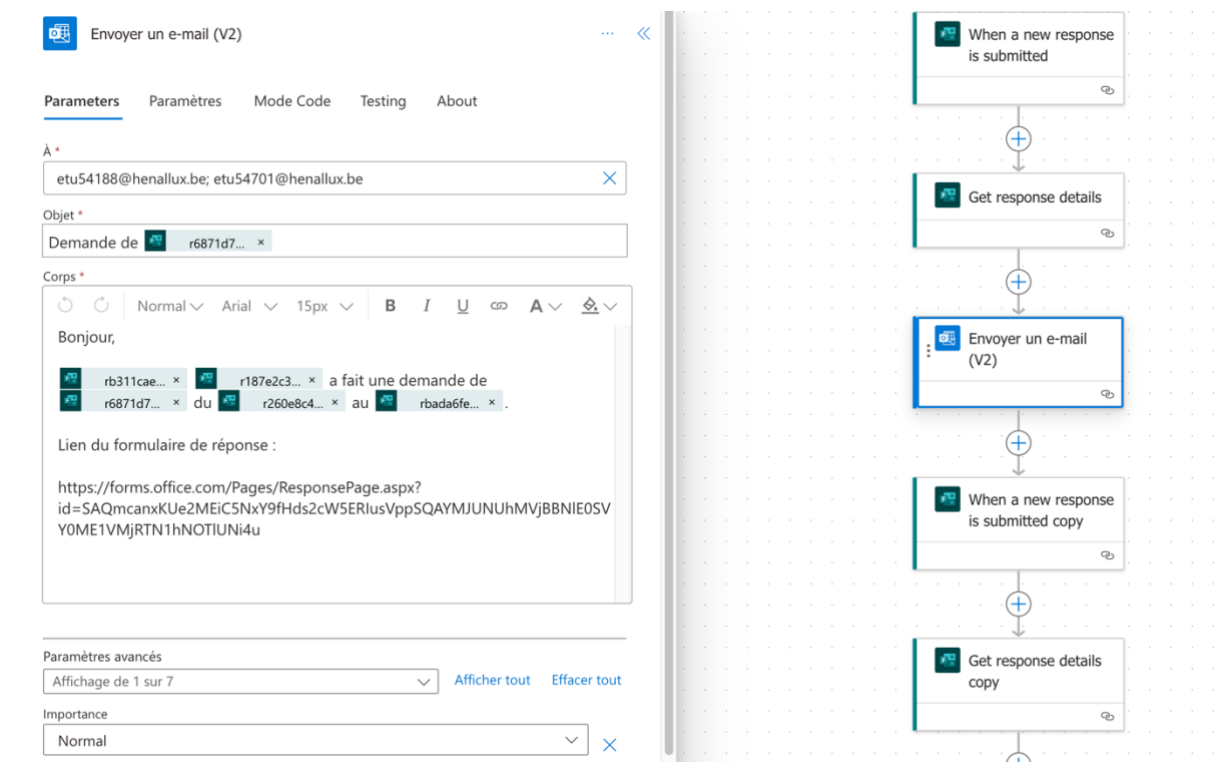 Envoyer un e-mail (V2)
Parameters Paramètres Mode Code Testing About
À *
etu54188@henallux.be; etu54701@henallux.be
Objet *
Demande de r6871d7... ×
Corps *
Normal Arial 15px B I U A
Bonjour,
rb311cae... × r187e2c3... × a fait une demande de
r6871d7... × du r260e8c4... × au rbada6fe... × .
Lien du formulaire de réponse :
https://forms.office.com/Pages/ResponsePage.aspx?
id=SAQmcanxKUe2MEiC5NxY9fHds2cW5ERIusVppSQAYMJUNUhMVjBBNlE0SV
Y0ME1VMjRTN1hNOTlUNi4u
Paramètres avancés
Affichage de 1 sur 7 Afficher tout Effacer tout
Importance
Normal
When a new response
is submitted
Get response details
Envoyer un e-mail
(V2)
When a new response
is submitted copy
Get response details
copy